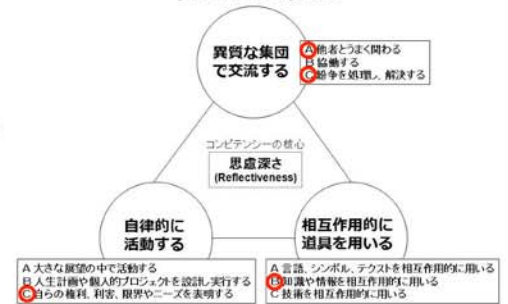 異質な集団
で交流する
A 他者とうまく関わる
B 協働する
C 紛争を処理し、解決する
コンピテンシーの核心
思慮深さ
(Reflectiveness)
自律的に
活動する
A 大きな展望の中で活動する
B 人生計画や個人的プロジェクトを設計し実行する
C 自らの権利、利害、限界やニーズを表明する
相互作用的に
道具を用いる
A 言語、シンボル、テクストを相互作用的に用いる
B 知識や情報を相互作用的に用いる
C 技術を相互作用的に用いる